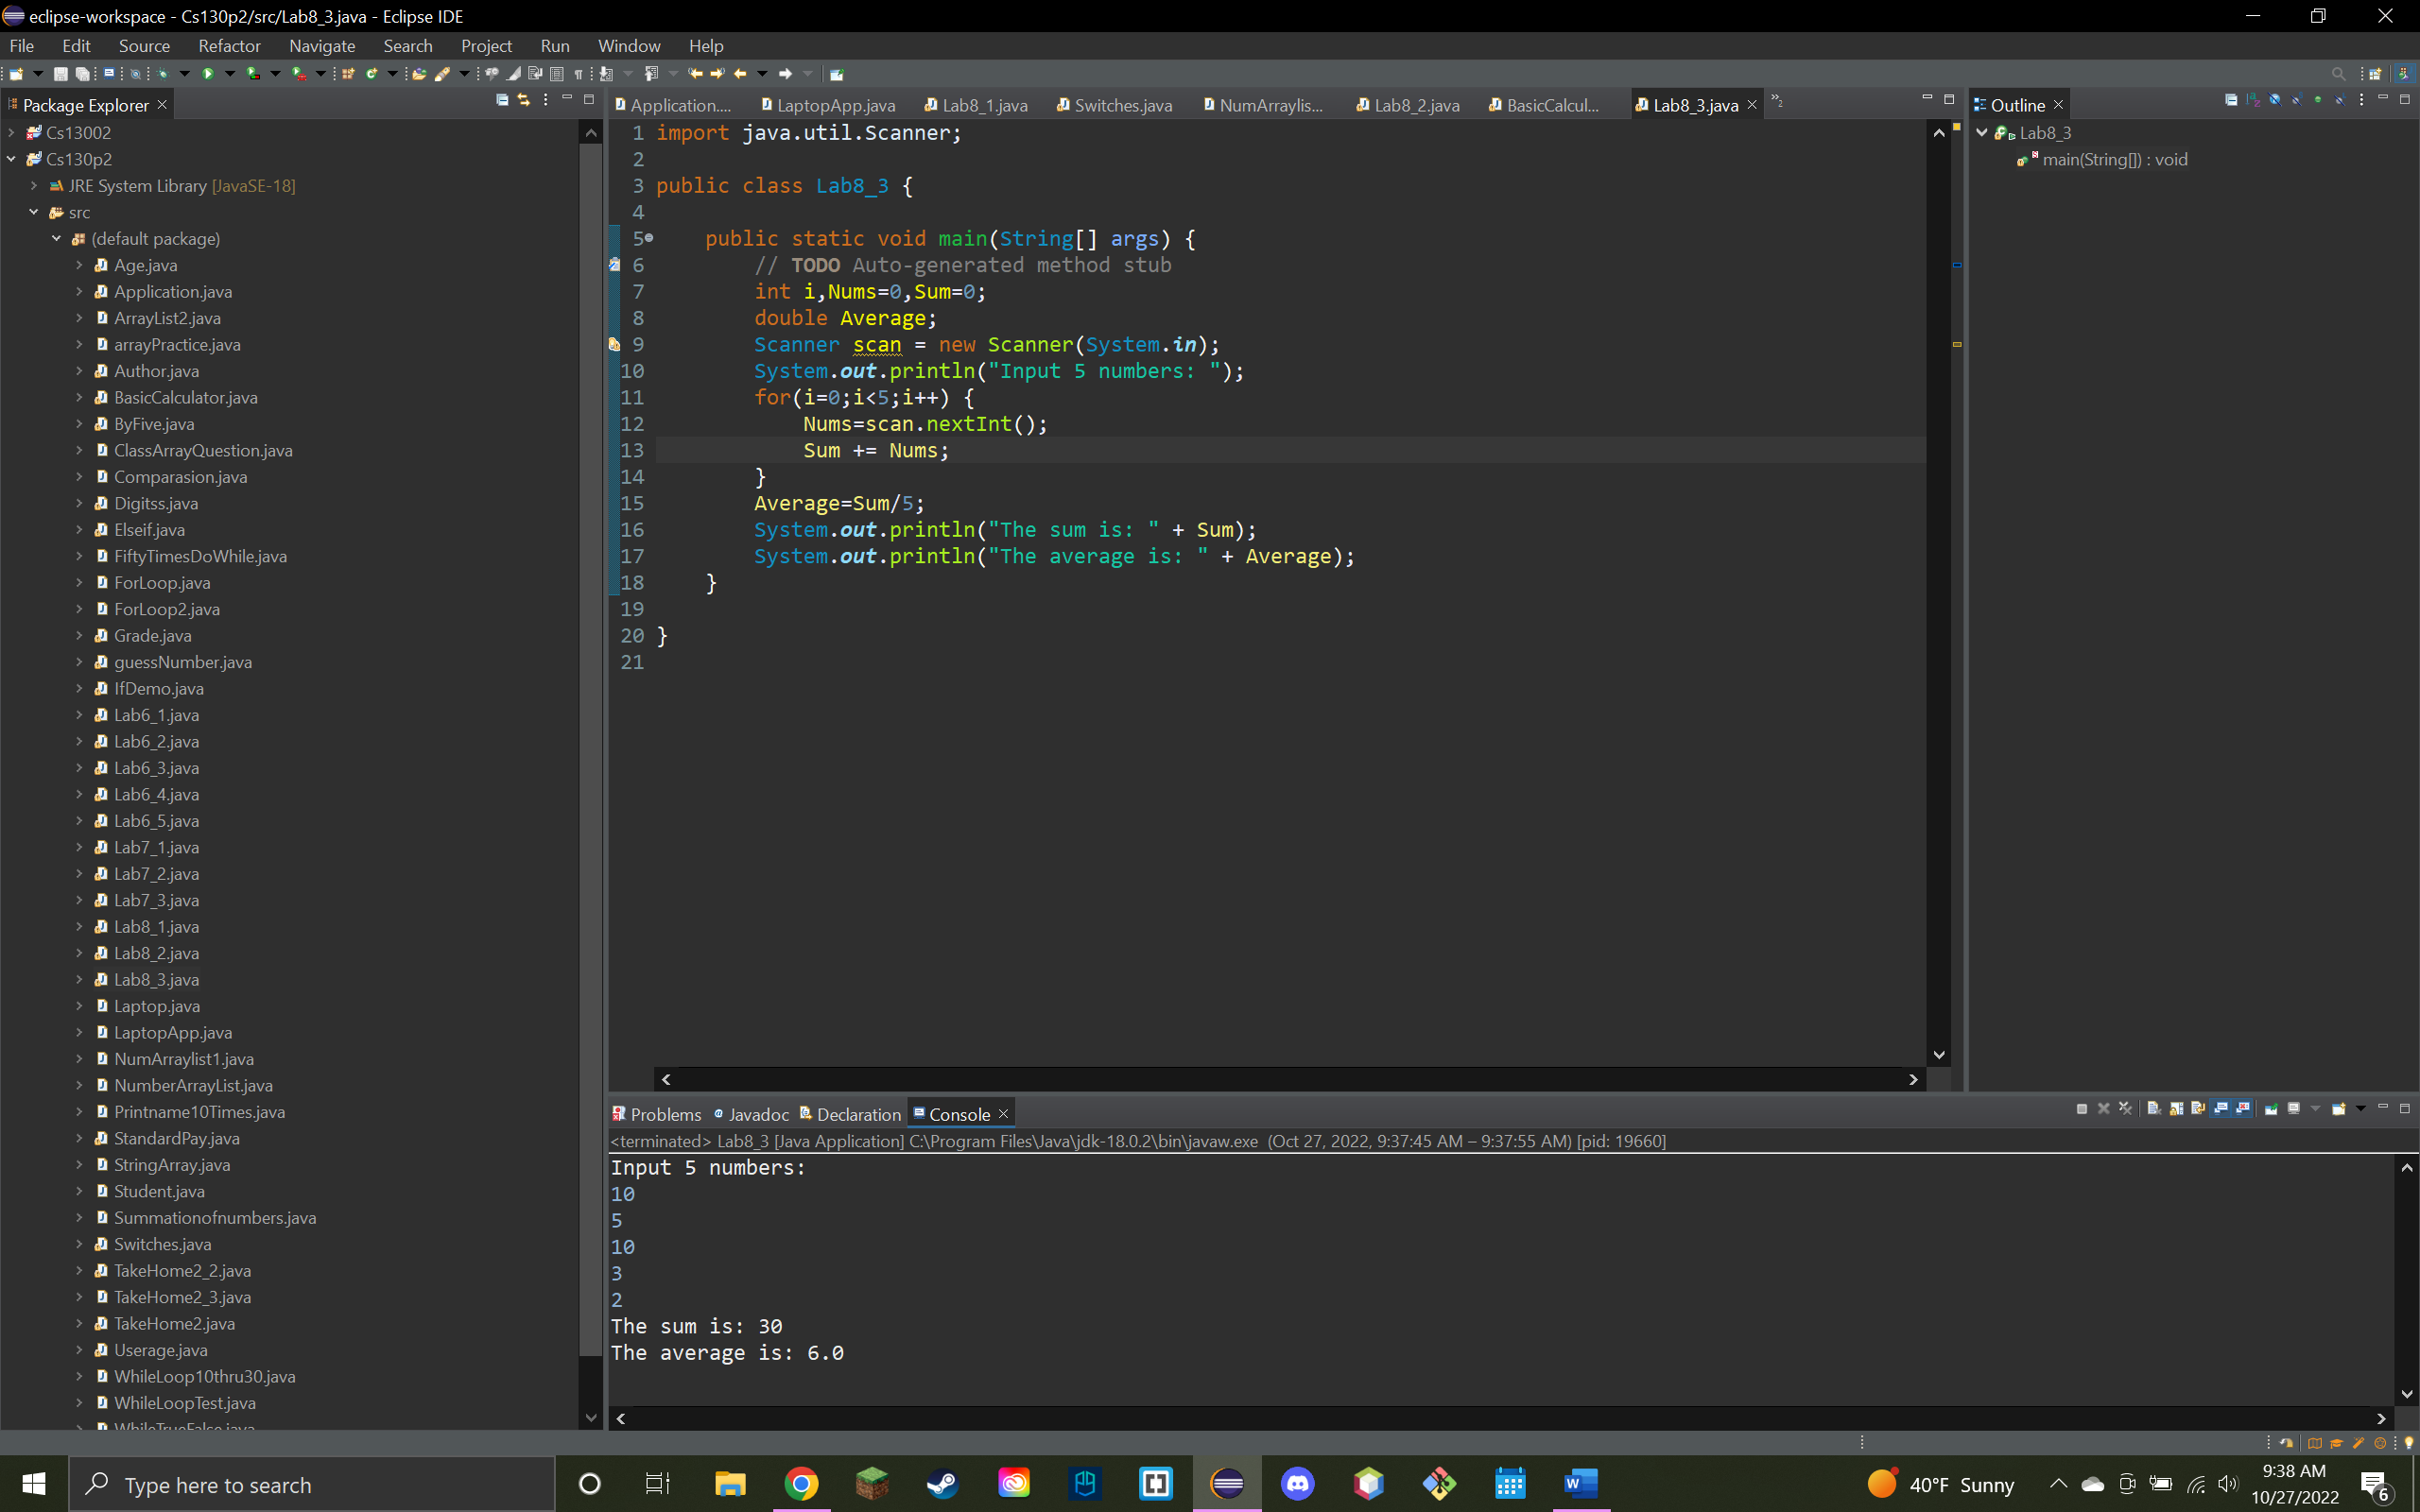 eclipse-workspace - Cs130p2/src/Lab8_3.java - Eclipse IDE
File Edit Source Refactor Navigate Search Project Run Window Help
Package Explorer
Cs13002
Cs130p2
JRE System Library [JavaSE-18]
src
(default package)
Age.java
Application.java
ArrayList2.java
arrayPractice.java
Author.java
BasicCalculator.java
ByFive.java
ClassArrayQuestion.java
Comparasion.java
Digitss.java
Elseif.java
FiftyTimesDoWhile.java
ForLoop.java
ForLoop2.java
Grade.java
guessNumber.java
IfDemo.java
Lab6_1.java
Lab6_2.java
Lab6_3.java
Lab6_4.java
Lab6_5.java
Lab7_1.java
Lab7_2.java
Lab7_3.java
Lab8_1.java
Lab8_2.java
Lab8_3.java
Laptop.java
LaptopApp.java
NumArraylist1.java
NumberArrayList.java
Printname10Times.java
StandardPay.java
StringArray.java
Student.java
Summationofnumbers.java
Switches.java
TakeHome2_2.java
TakeHome2_3.java
TakeHome2.java
Userage.java
WhileLoop10thru30.java
WhileLoopTest.java
WhileTrueFalse.java
Application.... LaptopApp.java Lab8_1.java Switches.java NumArraylis... Lab8_2.java BasicCalcul... Lab8_3.java »2
1 import java.util.Scanner;
2
3 public class Lab8_3 {
4
5 public static void main(String[] args) {
6 // TODO Auto-generated method stub
7 int i,Nums=0,Sum=0;
8 double Average;
9 Scanner scan = new Scanner(System.in);
10 System.out.println("Input 5 numbers: ");
11 for(i=0;i<5;i++) {
12 Nums=scan.nextInt();
13 Sum += Nums;
14 }
15 Average=Sum/5;
16 System.out.println("The sum is: " + Sum);
17 System.out.println("The average is: " + Average);
18 }
19
20 }
21
Outline
Lab8_3
main(String[]) : void
Problems Javadoc Declaration Console
<terminated> Lab8_3 [Java Application] C:\Program Files\Java\jdk-18.0.2\bin\javaw.exe (Oct 27, 2022, 9:37:45 AM – 9:37:55 AM) [pid: 19660]
Input 5 numbers:
10
5
10
3
2
The sum is: 30
The average is: 6.0
Type here to search
40°F Sunny
9:38 AM
10/27/2022
6